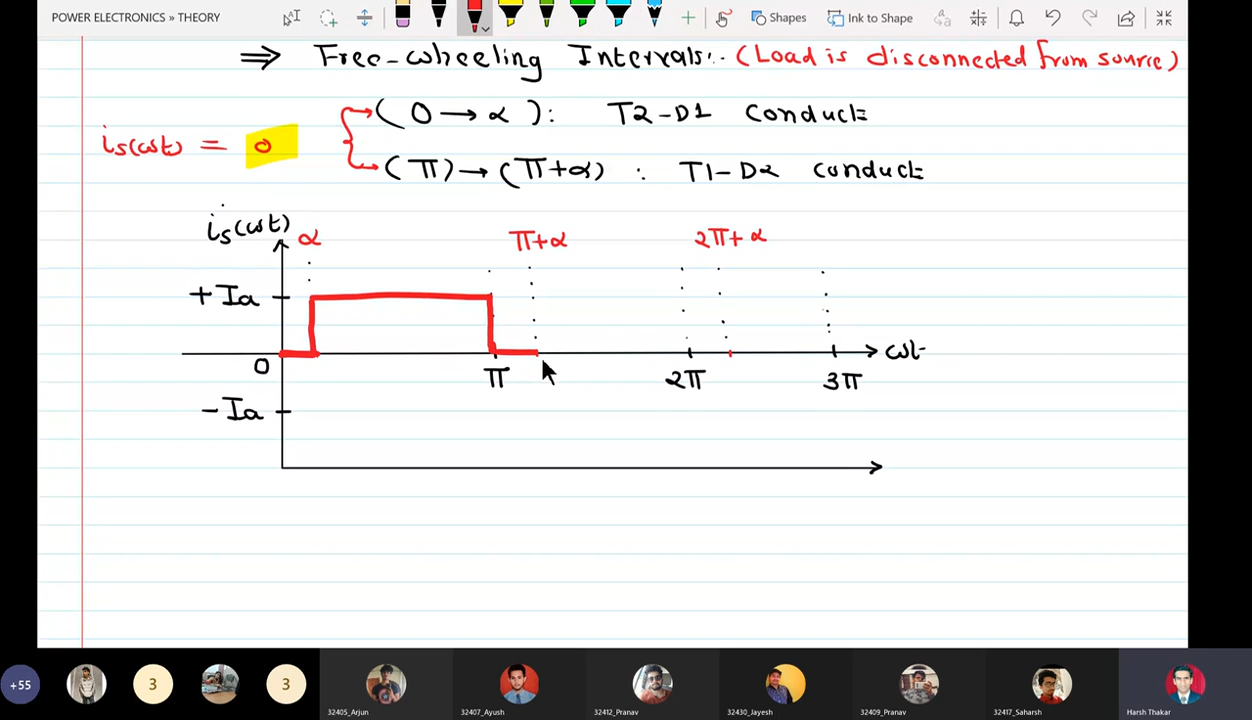 POWER ELECTRONICS » THEORY
Shapes
Ink to Shape
⇒ Free-wheeling Intervals:- (Load is disconnected from source)
(0 → α): T2-D1 conduct
is(ωt) = 0
(π) → (π+α) : T1-D2 conduct
is(ωt)
α
π+α
2π+α
+Ia
ωt
0
π
2π
3π
-Ia
+55
3
3
32405_Arjun
32407_Ayush
32412_Pranav
32430_Jayesh
32409_Pranav
32417_Saharsh
Harsh Thakar